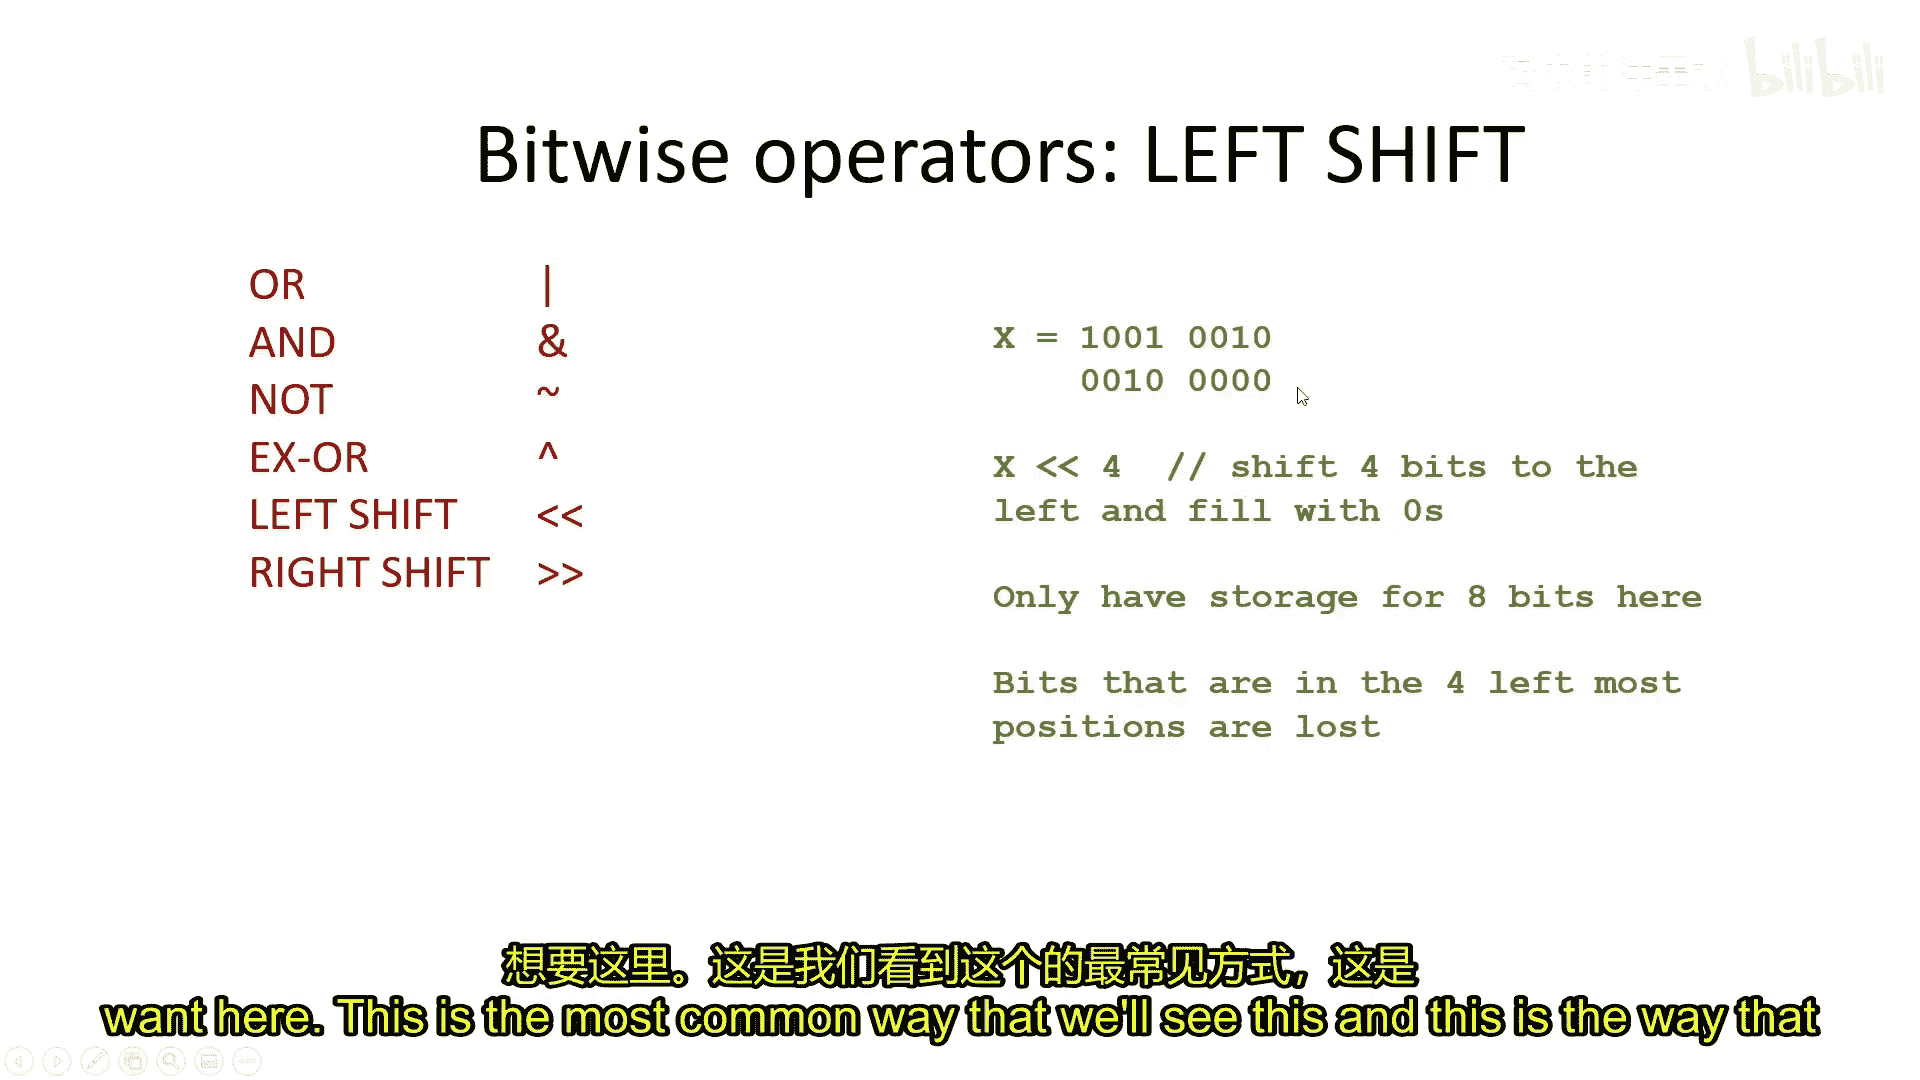 bilibili
Bitwise operators: LEFT SHIFT
OR |
AND &
NOT ~
EX-OR ^
LEFT SHIFT <<
RIGHT SHIFT >>
X = 1001 0010
0010 0000
X << 4 // shift 4 bits to the
left and fill with 0s
Only have storage for 8 bits here
Bits that are in the 4 left most
positions are lost
想要这里。这是我们看到这个的最常见方式，这是
want here. This is the most common way that we'll see this and this is the way that